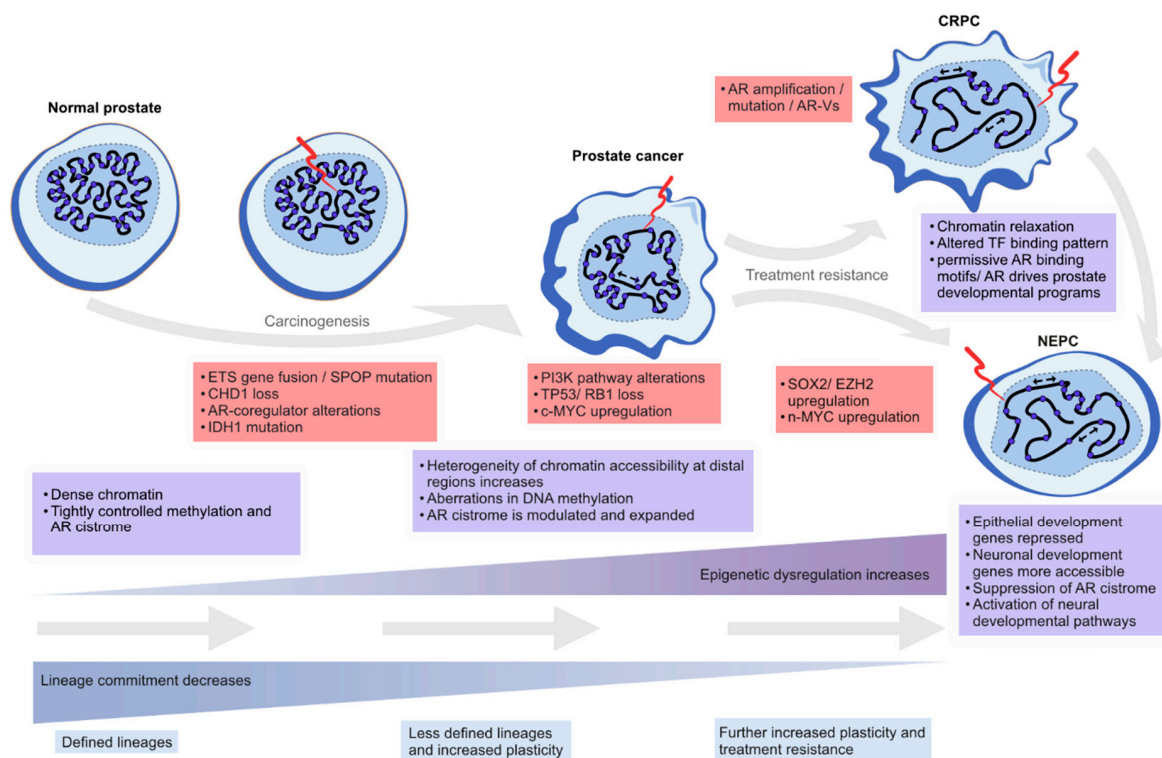 CRPC
• AR amplification /
mutation / AR-Vs
Normal prostate
Prostate cancer
• Chromatin relaxation
• Altered TF binding pattern
• permissive AR binding
motifs/ AR drives prostate
developmental programs
Treatment resistance
Carcinogenesis
NEPC
• ETS gene fusion / SPOP mutation
• CHD1 loss
• AR-coregulator alterations
• IDH1 mutation
• PI3K pathway alterations
• TP53/ RB1 loss
• c-MYC upregulation
• SOX2/ EZH2
upregulation
• n-MYC upregulation
• Dense chromatin
• Tightly controlled methylation and
AR cistrome
• Heterogeneity of chromatin accessibility at distal
regions increases
• Aberrations in DNA methylation
• AR cistrome is modulated and expanded
• Epithelial development
genes repressed
• Neuronal development
genes more accessible
• Suppression of AR cistrome
• Activation of neural
developmental pathways
Epigenetic dysregulation increases
Lineage commitment decreases
Defined lineages
Less defined lineages
and increased plasticity
Further increased plasticity and
treatment resistance